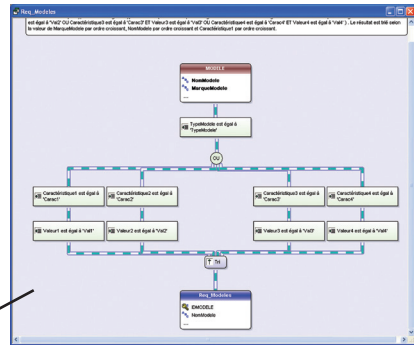 Req_Modeles
est égal à 'Val2' OU Caractéristique3 est égal à 'Carac3' ET Valeur3 est égal à 'Val3' OU Caractéristique4 est égal à 'Carac4' ET Valeur4 est égal à 'Val4' ) . Le résultat est trié selon
la valeur de MarqueModele par ordre croissant, NomModele par ordre croissant et Caractéristique1 par ordre croissant.
MODELE
NomModele
MarqueModele
...
TypeModele est égal à
'TypeModele'
OU
Caractéristique1 est égal à
'Carac1'
Caractéristique2 est égal à
'Carac2'
Caractéristique3 est égal à
'Carac3'
Caractéristique4 est égal à
'Carac4'
Valeur1 est égal à 'Val1'
Valeur2 est égal à 'Val2'
Valeur3 est égal à 'Val3'
Valeur4 est égal à 'Val4'
Tri
Req_Modeles
IDMODELE
NomModele
...